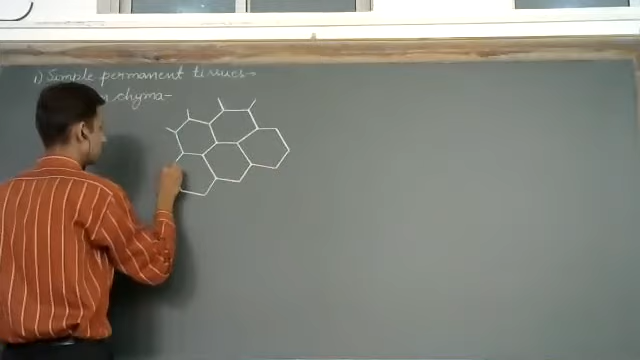 1) Simple permanent tissues-
chyma-